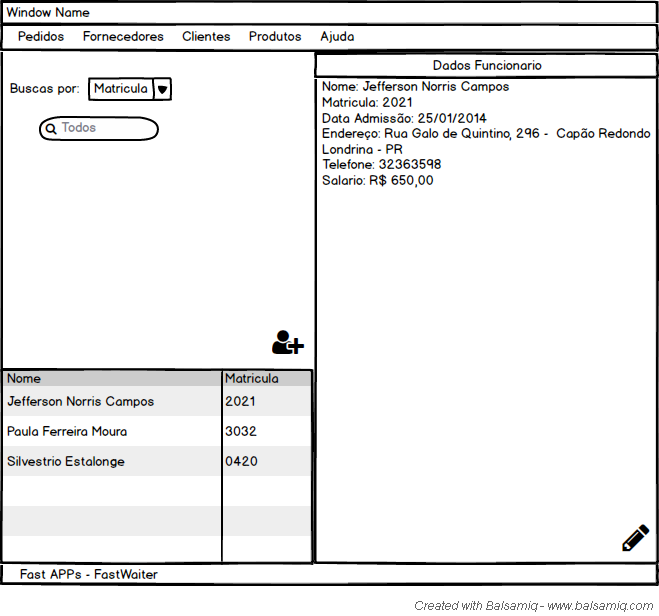 Window Name
Pedidos Fornecedores Clientes Produtos Ajuda
Buscas por: Matricula
Todos
Dados Funcionario
Nome: Jefferson Norris Campos
Matricula: 2021
Data Admissão: 25/01/2014
Endereço: Rua Galo de Quintino, 296 - Capão Redondo
Londrina - PR
Telefone: 32363598
Salario: R$ 650,00
Nome Matricula
Jefferson Norris Campos 2021
Paula Ferreira Moura 3032
Silvestrio Estalonge 0420
Fast APPs - FastWaiter
Created with Balsamiq - www.balsamiq.com